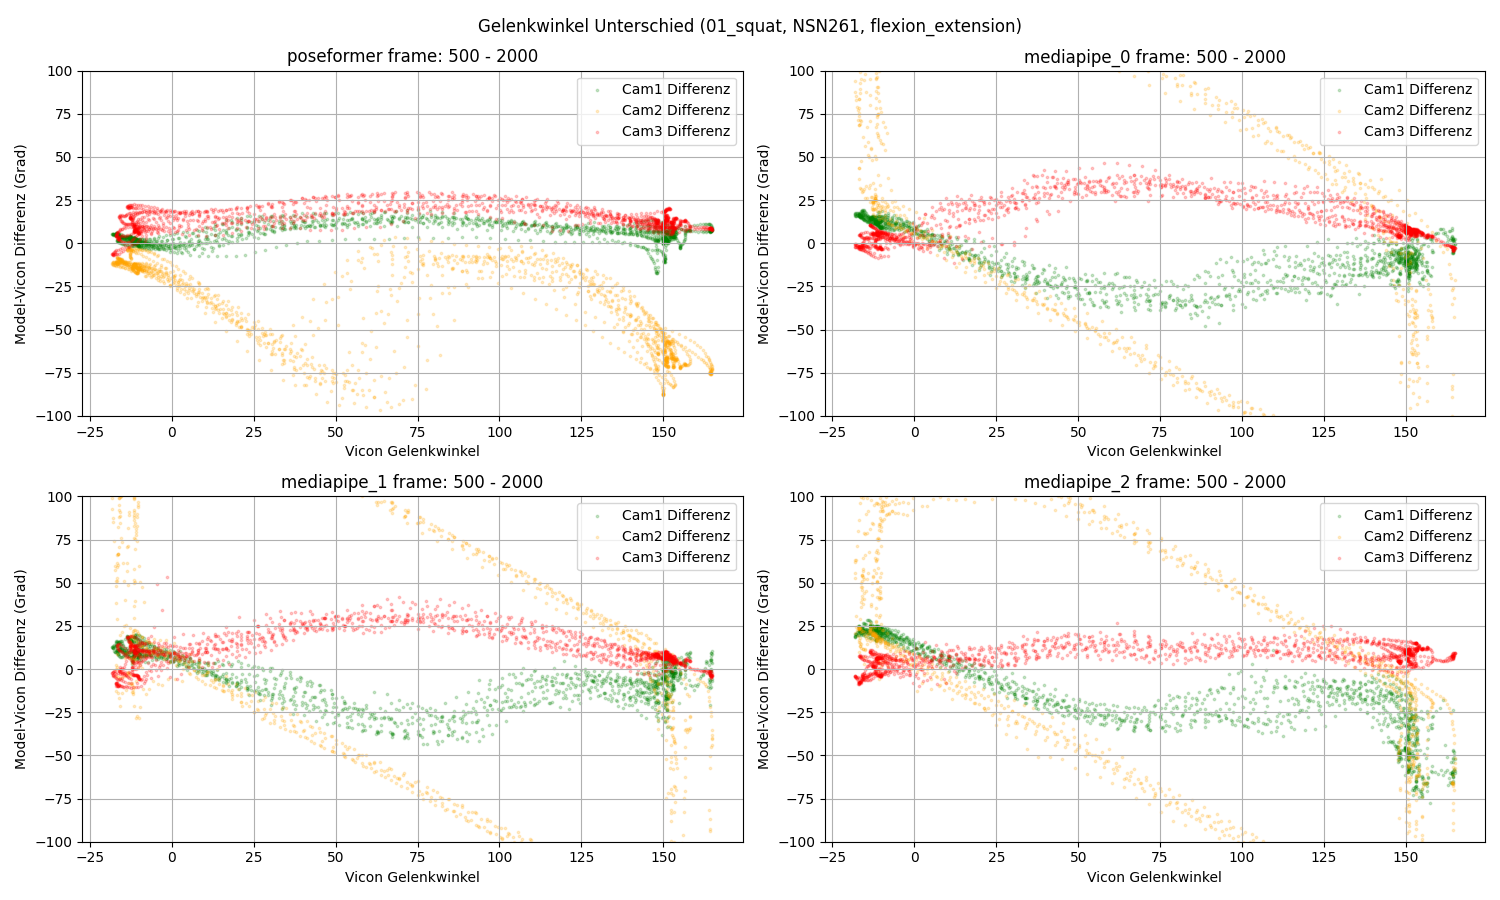 Gelenkwinkel Unterschied (01_squat, NSN261, flexion_extension)
poseformer frame: 500 - 2000
100
75
50
25
0
−25
−50
−75
−100
Model-Vicon Differenz (Grad)
Cam1 Differenz
Cam2 Differenz
Cam3 Differenz
−25 0 25 50 75 100 125 150
Vicon Gelenkwinkel
mediapipe_0 frame: 500 - 2000
100
75
50
25
0
−25
−50
−75
−100
Model-Vicon Differenz (Grad)
Cam1 Differenz
Cam2 Differenz
Cam3 Differenz
−25 0 25 50 75 100 125 150
Vicon Gelenkwinkel
mediapipe_1 frame: 500 - 2000
100
75
50
25
0
−25
−50
−75
−100
Model-Vicon Differenz (Grad)
Cam1 Differenz
Cam2 Differenz
Cam3 Differenz
−25 0 25 50 75 100 125 150
Vicon Gelenkwinkel
mediapipe_2 frame: 500 - 2000
100
75
50
25
0
−25
−50
−75
−100
Model-Vicon Differenz (Grad)
Cam1 Differenz
Cam2 Differenz
Cam3 Differenz
−25 0 25 50 75 100 125 150
Vicon Gelenkwinkel